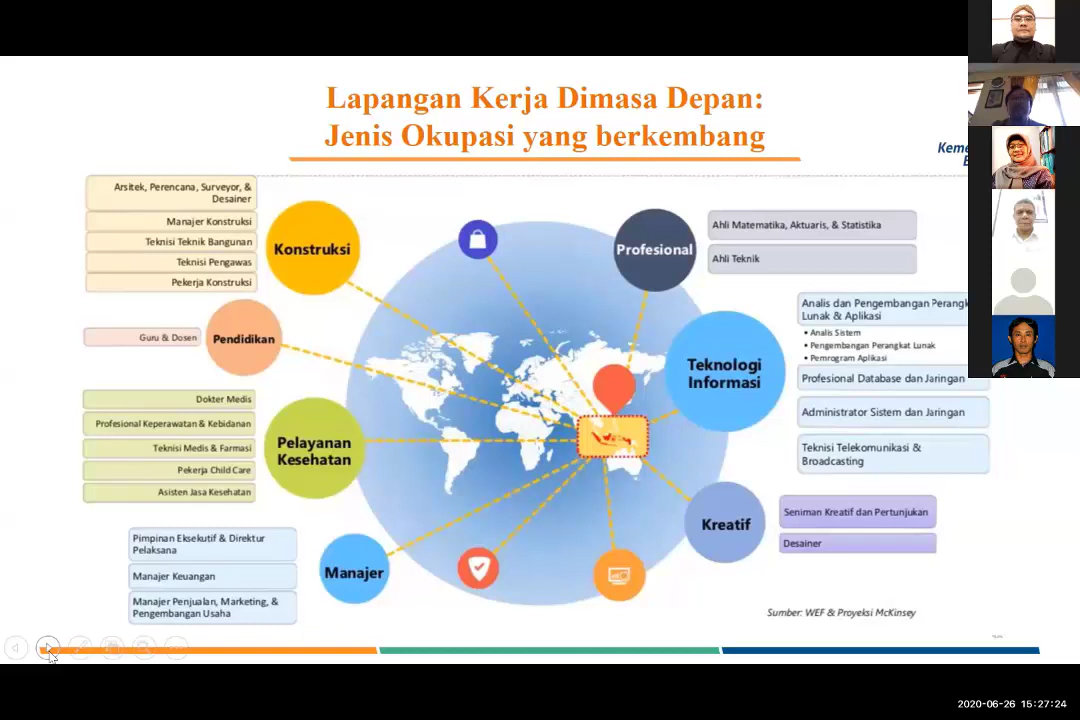 Lapangan Kerja Dimasa Depan:
Jenis Okupasi yang berkembang
Arsitek, Perencana, Surveyor, &
Desainer
Manajer Konstruksi
Teknisi Teknik Bangunan
Teknisi Pengawas
Pekerja Konstruksi
Konstruksi
Guru & Dosen
Pendidikan
Dokter Medis
Profesional Keperawatan & Kebidanan
Teknisi Medis & Farmasi
Pekerja Child Care
Asisten Jasa Kesehatan
Pelayanan
Kesehatan
Pimpinan Eksekutif & Direktur
Pelaksana
Manajer Keuangan
Manajer Penjualan, Marketing, &
Pengembangan Usaha
Manajer
Profesional
Ahli Matematika, Aktuaris, & Statistika
Ahli Teknik
Teknologi
Informasi
Analis dan Pengembangan Perangk
Lunak & Aplikasi
• Analis Sistem
• Pengembangan Perangkat Lunak
• Pemrogram Aplikasi
Profesional Database dan Jaringan
Administrator Sistem dan Jaringan
Teknisi Telekomunikasi &
Broadcasting
Kreatif
Seniman Kreatif dan Pertunjukan
Desainer
Sumber: WEF & Proyeksi McKinsey
Keme
2020-06-26 15:27:24